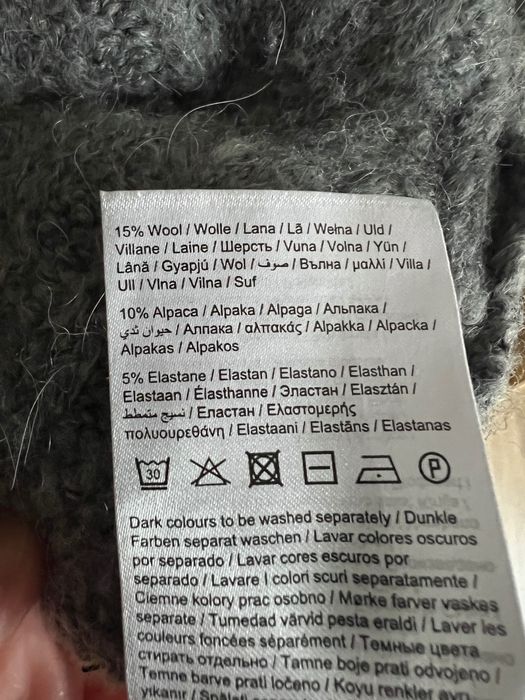 15% Wool / Wolle / Lana / Lã / Wełna / Uld /
Villane / Laine / Шерсть / Vuna / Volna / Yün /
Lână / Gyapjú / Wol / صوف / Вълна / μαλλί / Villa /
Ull / Vlna / Vilna / Suf
10% Alpaca / Alpaka / Alpaga / Альпака /
حيوان ثدي / Алпака / αλπακάς / Alpakka / Alpacka /
Alpakas / Alpakos
5% Elastane / Elastan / Elastano / Elasthan /
Elastaan / Élasthanne / Эластан / Elasztán /
نسيج متمطط / Еластан / Ελαστομερής
πολυουρεθάνη / Elastaani / Elastāns / Elastanas
30 P
Dark colours to be washed separately / Dunkle
Farben separat waschen / Lavar colores oscuros
por separado / Lavar cores escuros por
separado / Lavare I colori scuri separatamente /
Ciemne kolory prac osobno / Mørke farver vaskes
separate / Tumedad värvid pesta eraldi / Laver les
couleurs foncées séparément / Темные цвета
стирать отдельно / Tamne boje prati odvojeno /
Temne barve prati ločeno / Koyu renkler
yıkanır